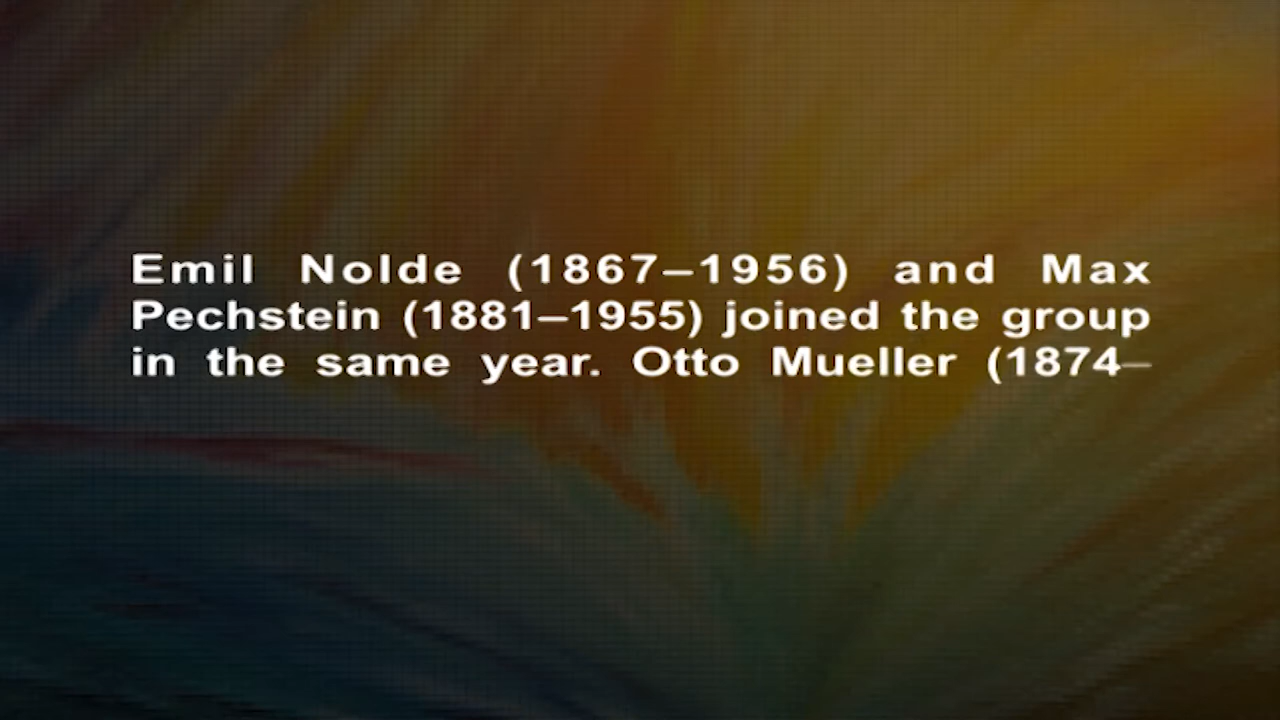 Emil Nolde (1867–1956) and Max
Pechstein (1881–1955) joined the group
in the same year. Otto Mueller (1874–